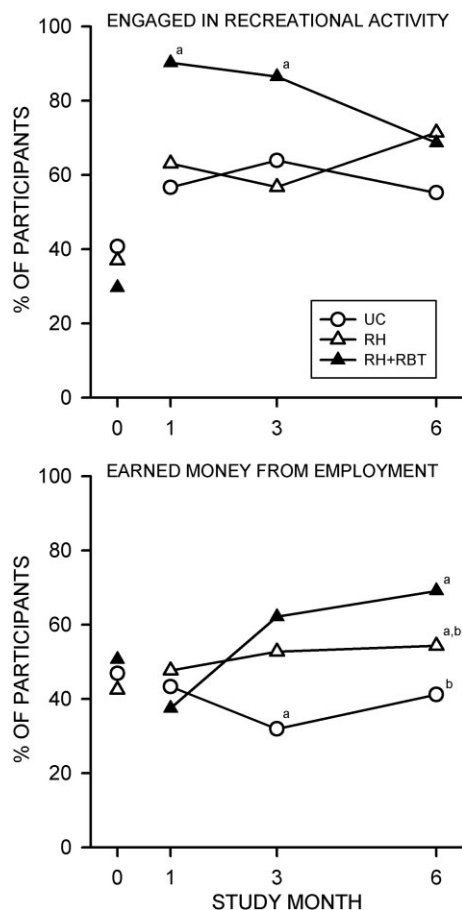 ENGAGED IN RECREATIONAL ACTIVITY
100
80
60
40
20
0
% OF PARTICIPANTS
a
a
UC
RH
RH+RBT
0 1 3 6
EARNED MONEY FROM EMPLOYMENT
100
80
60
40
20
0
% OF PARTICIPANTS
a
a,b
a
b
0 1 3 6
STUDY MONTH